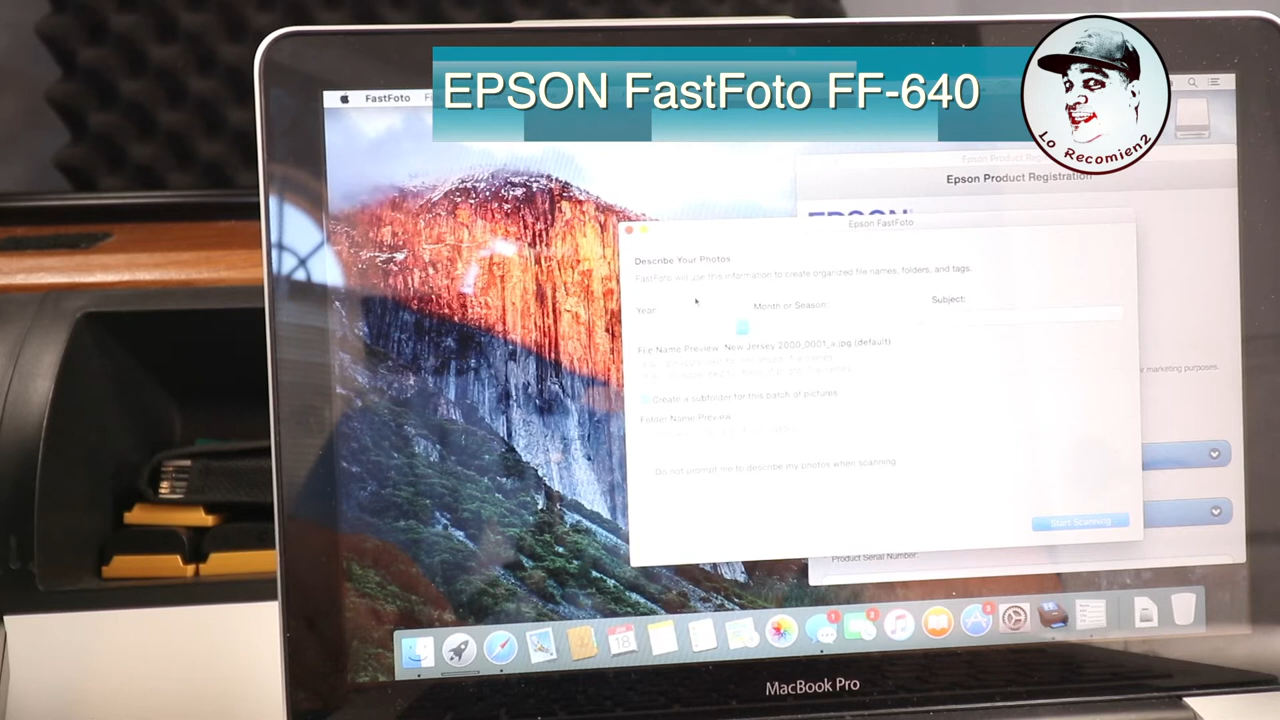 EPSON FastFoto FF-640
Lo Recomien2
FastFoto
Epson Product Registration
EPSON
Epson FastFoto
Describe Your Photos
FastFoto will use this information to create organized file names, folders, and tags.
Year
Month or Season:
Subject:
File Name Preview: New Jersey 2000_0001_a.jpg (default)
Create a subfolder for this batch of pictures
Folder Name Preview
Do not prompt me to describe my photos when scanning
Start Scanning
r marketing purposes.
Product Serial Number:
18
MacBook Pro